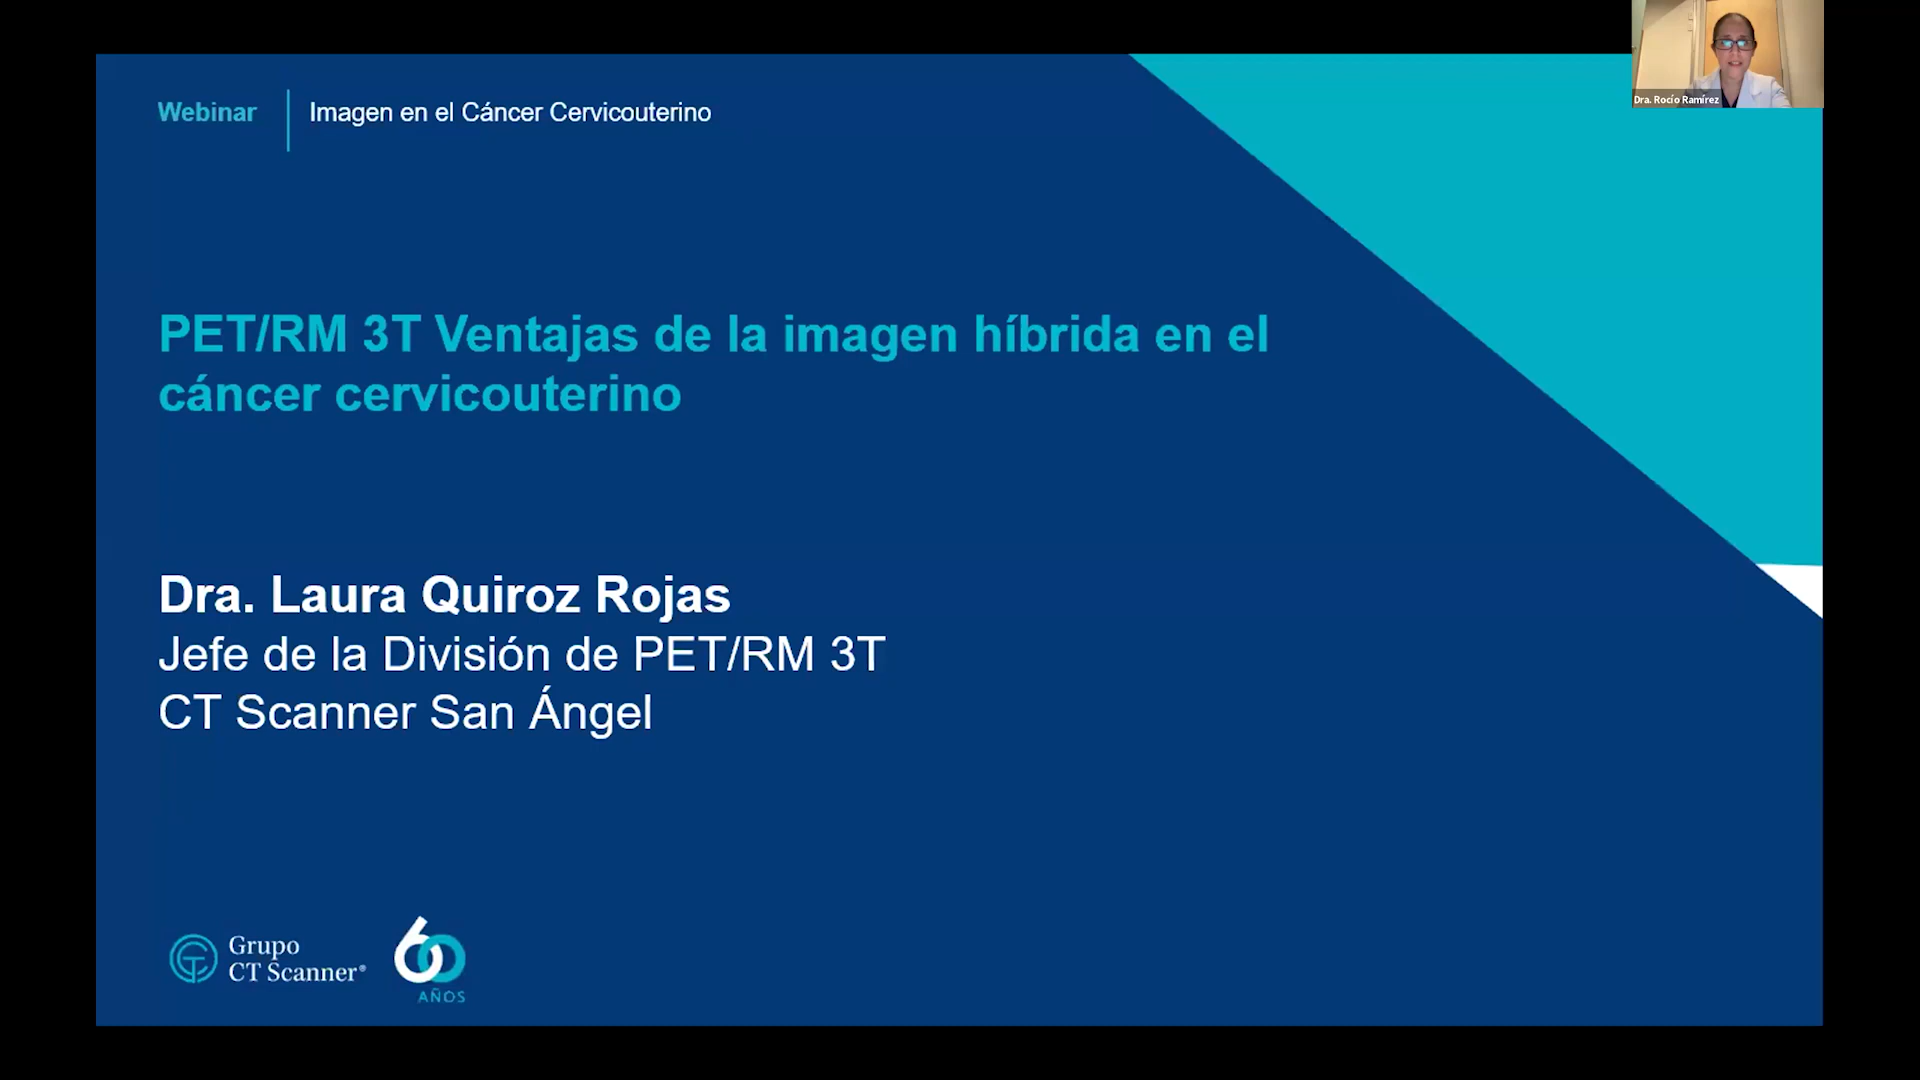 Webinar
Imagen en el Cáncer Cervicouterino
Dra. Rocío Ramírez
PET/RM 3T Ventajas de la imagen híbrida en el
cáncer cervicouterino
Dra. Laura Quiroz Rojas
Jefe de la División de PET/RM 3T
CT Scanner San Ángel
Grupo
CT Scanner®
60
AÑOS